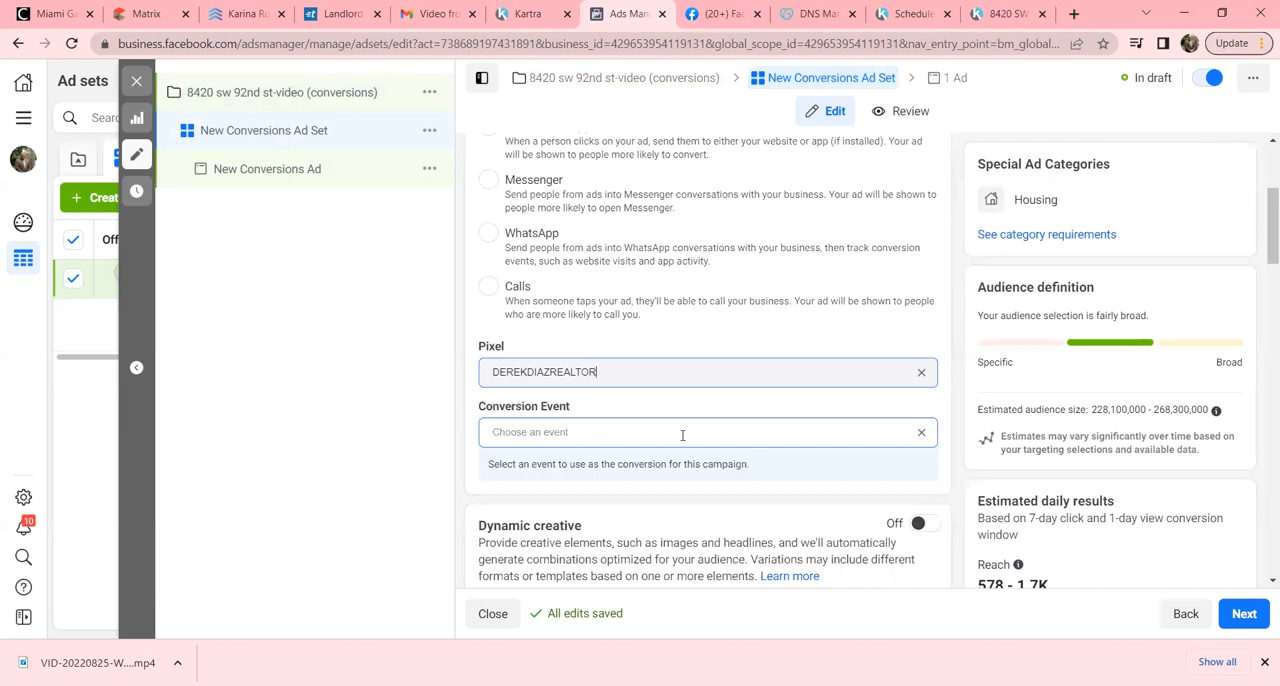 Miami Ga
Matrix
Karina Ro
Landlord
Video fro
Kartra
Ads Mana
(20+) Fac
DNS Ma
Schedule
8420 SW
business.facebook.com/adsmanager/manage/adsets/edit?act=738689197431891&business_id=429653954119131&global_scope_id=429653954119131&nav_entry_point=bm_global...
Update
Ad sets
8420 sw 92nd st-video (conversions)
8420 sw 92nd st-video (conversions)
New Conversions Ad Set
1 Ad
In draft
Edit
Review
Searc
New Conversions Ad Set
New Conversions Ad
+ Creat
Off
When a person clicks on your ad, send them to either your website or app (if installed). Your ad
will be shown to people more likely to convert.
Messenger
Send people from ads into Messenger conversations with your business. Your ad will be shown to
people more likely to open Messenger.
WhatsApp
Send people from ads into WhatsApp conversations with your business, then track conversion
events, such as website visits and app activity.
Calls
When someone taps your ad, they'll be able to call your business. Your ad will be shown to people
who are more likely to call you.
Pixel
DEREKDIAZREALTOR
Conversion Event
Choose an event
Select an event to use as the conversion for this campaign.
Dynamic creative
Off
Provide creative elements, such as images and headlines, and we'll automatically
generate combinations optimized for your audience. Variations may include different
formats or templates based on one or more elements. Learn more
Special Ad Categories
Housing
See category requirements
Audience definition
Your audience selection is fairly broad.
Specific
Broad
Estimated audience size: 228,100,000 - 268,300,000
Estimates may vary significantly over time based on
your targeting selections and available data.
Estimated daily results
Based on 7-day click and 1-day view conversion
window
Reach
578 - 1.7K
10
Close
All edits saved
Back
Next
VID-20220825-W....mp4
Show all